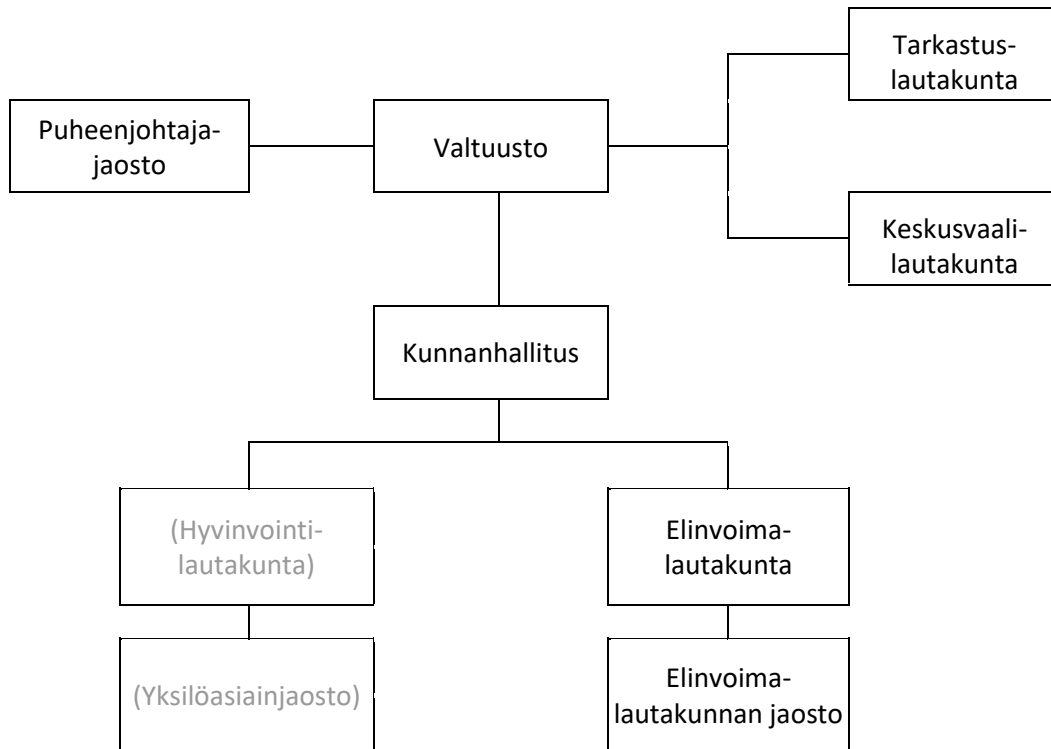 Tarkastus-
lautakunta
Puheenjohtaja-
jaosto
Valtuusto
Keskusvaali-
lautakunta
Kunnanhallitus
(Hyvinvointi-
lautakunta)
Elinvoima-
lautakunta
(Yksilöasiainjaosto)
Elinvoima-
lautakunnan jaosto